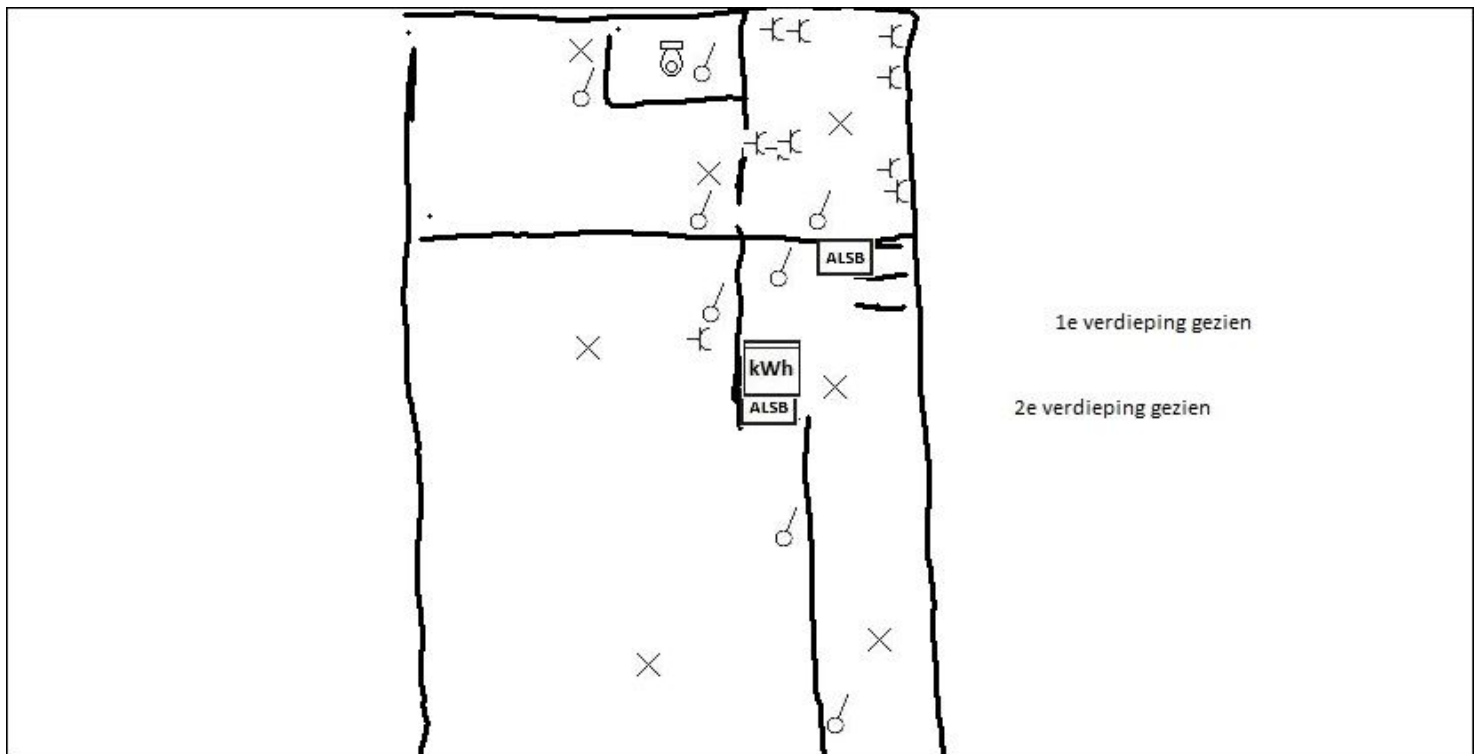 ALSB
1e verdieping gezien
kWh
ALSB
2e verdieping gezien